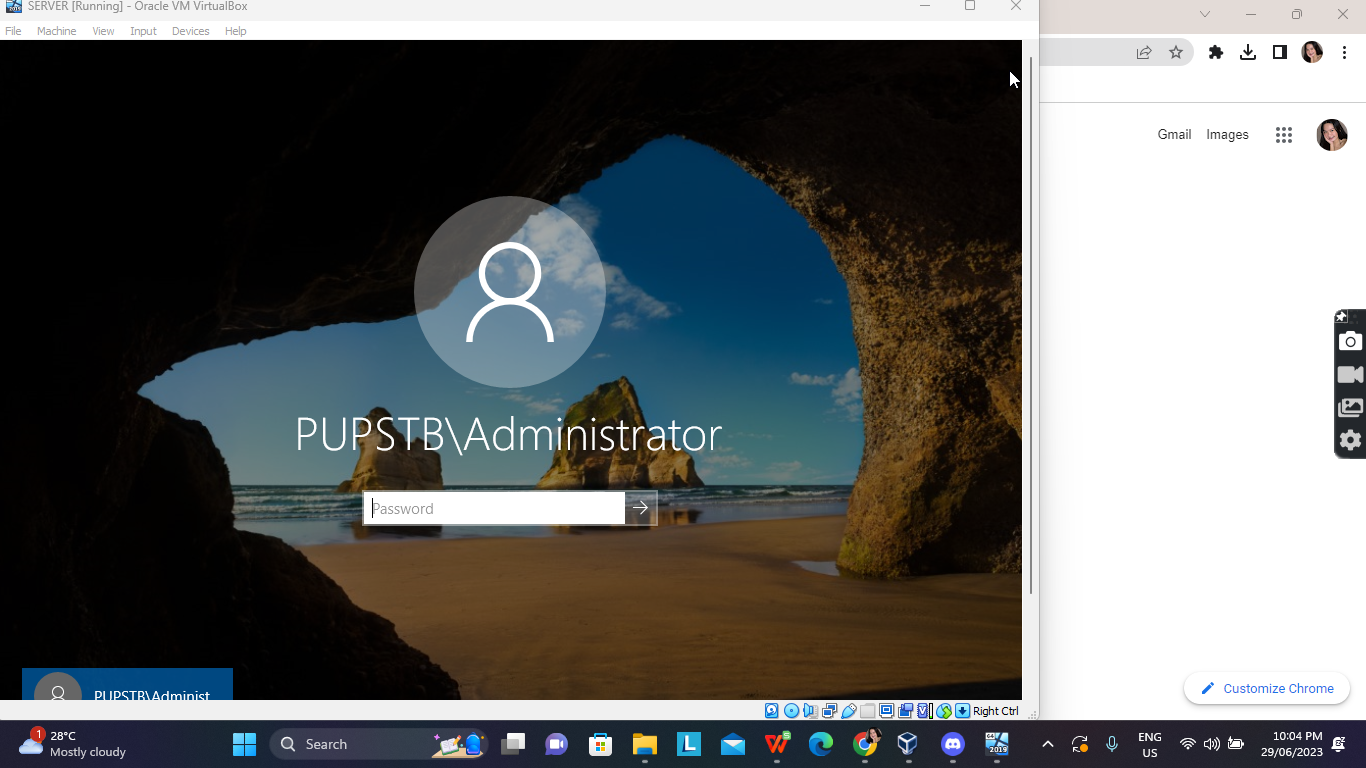 SERVER [Running] - Oracle VM VirtualBox
File Machine View Input Devices Help
Gmail Images
PUPSTB\Administrator
Password
PUPSTB\Administ
Customize Chrome
Right Ctrl
1
28°C
Mostly cloudy
Search
ENG
US
10:04 PM
29/06/2023